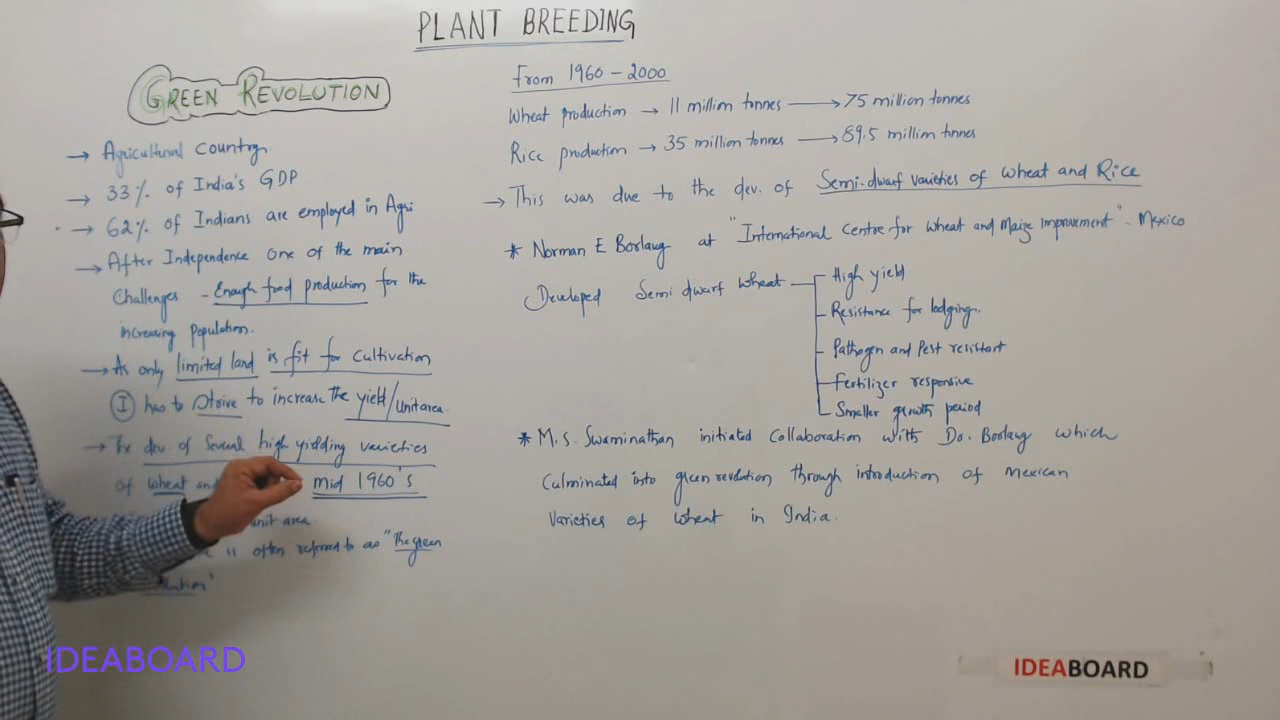 PLANT BREEDING
GREEN REVOLUTION
→ Agricultural country
→ 33% of India's GDP
→ 62% of Indians are employed in Agri
→ After Independence one of the main
challenges - Enough food production for the
increasing population.
→ As only limited land is fit for cultivation
I has to strive to increase the yield/unitarea.
→ The dev. of several high yielding varieties
of wheat and mid 1960's
unit area.
is often referred to as "The green
From 1960 - 2000
Wheat production → 11 million tonnes → 75 million tonnes
Rice production → 35 million tonnes → 89.5 million tonnes
→ This was due to the dev. of Semi-dwarf varieties of wheat and Rice
* Norman E Borlaug at "International Centre for Wheat and Maize Improvement" - Mexico
Developed Semi dwarf wheat
High yield
Resistance for lodging.
Pathogen and Pest resistant
Fertilizer responsive
Smaller growth period
* M.S. Swaminathan initiated collaboration with Do. Borlaug which
culminated into green revolution through introduction of mexican
varieties of wheat in India.
IDEABOARD
IDEABOARD